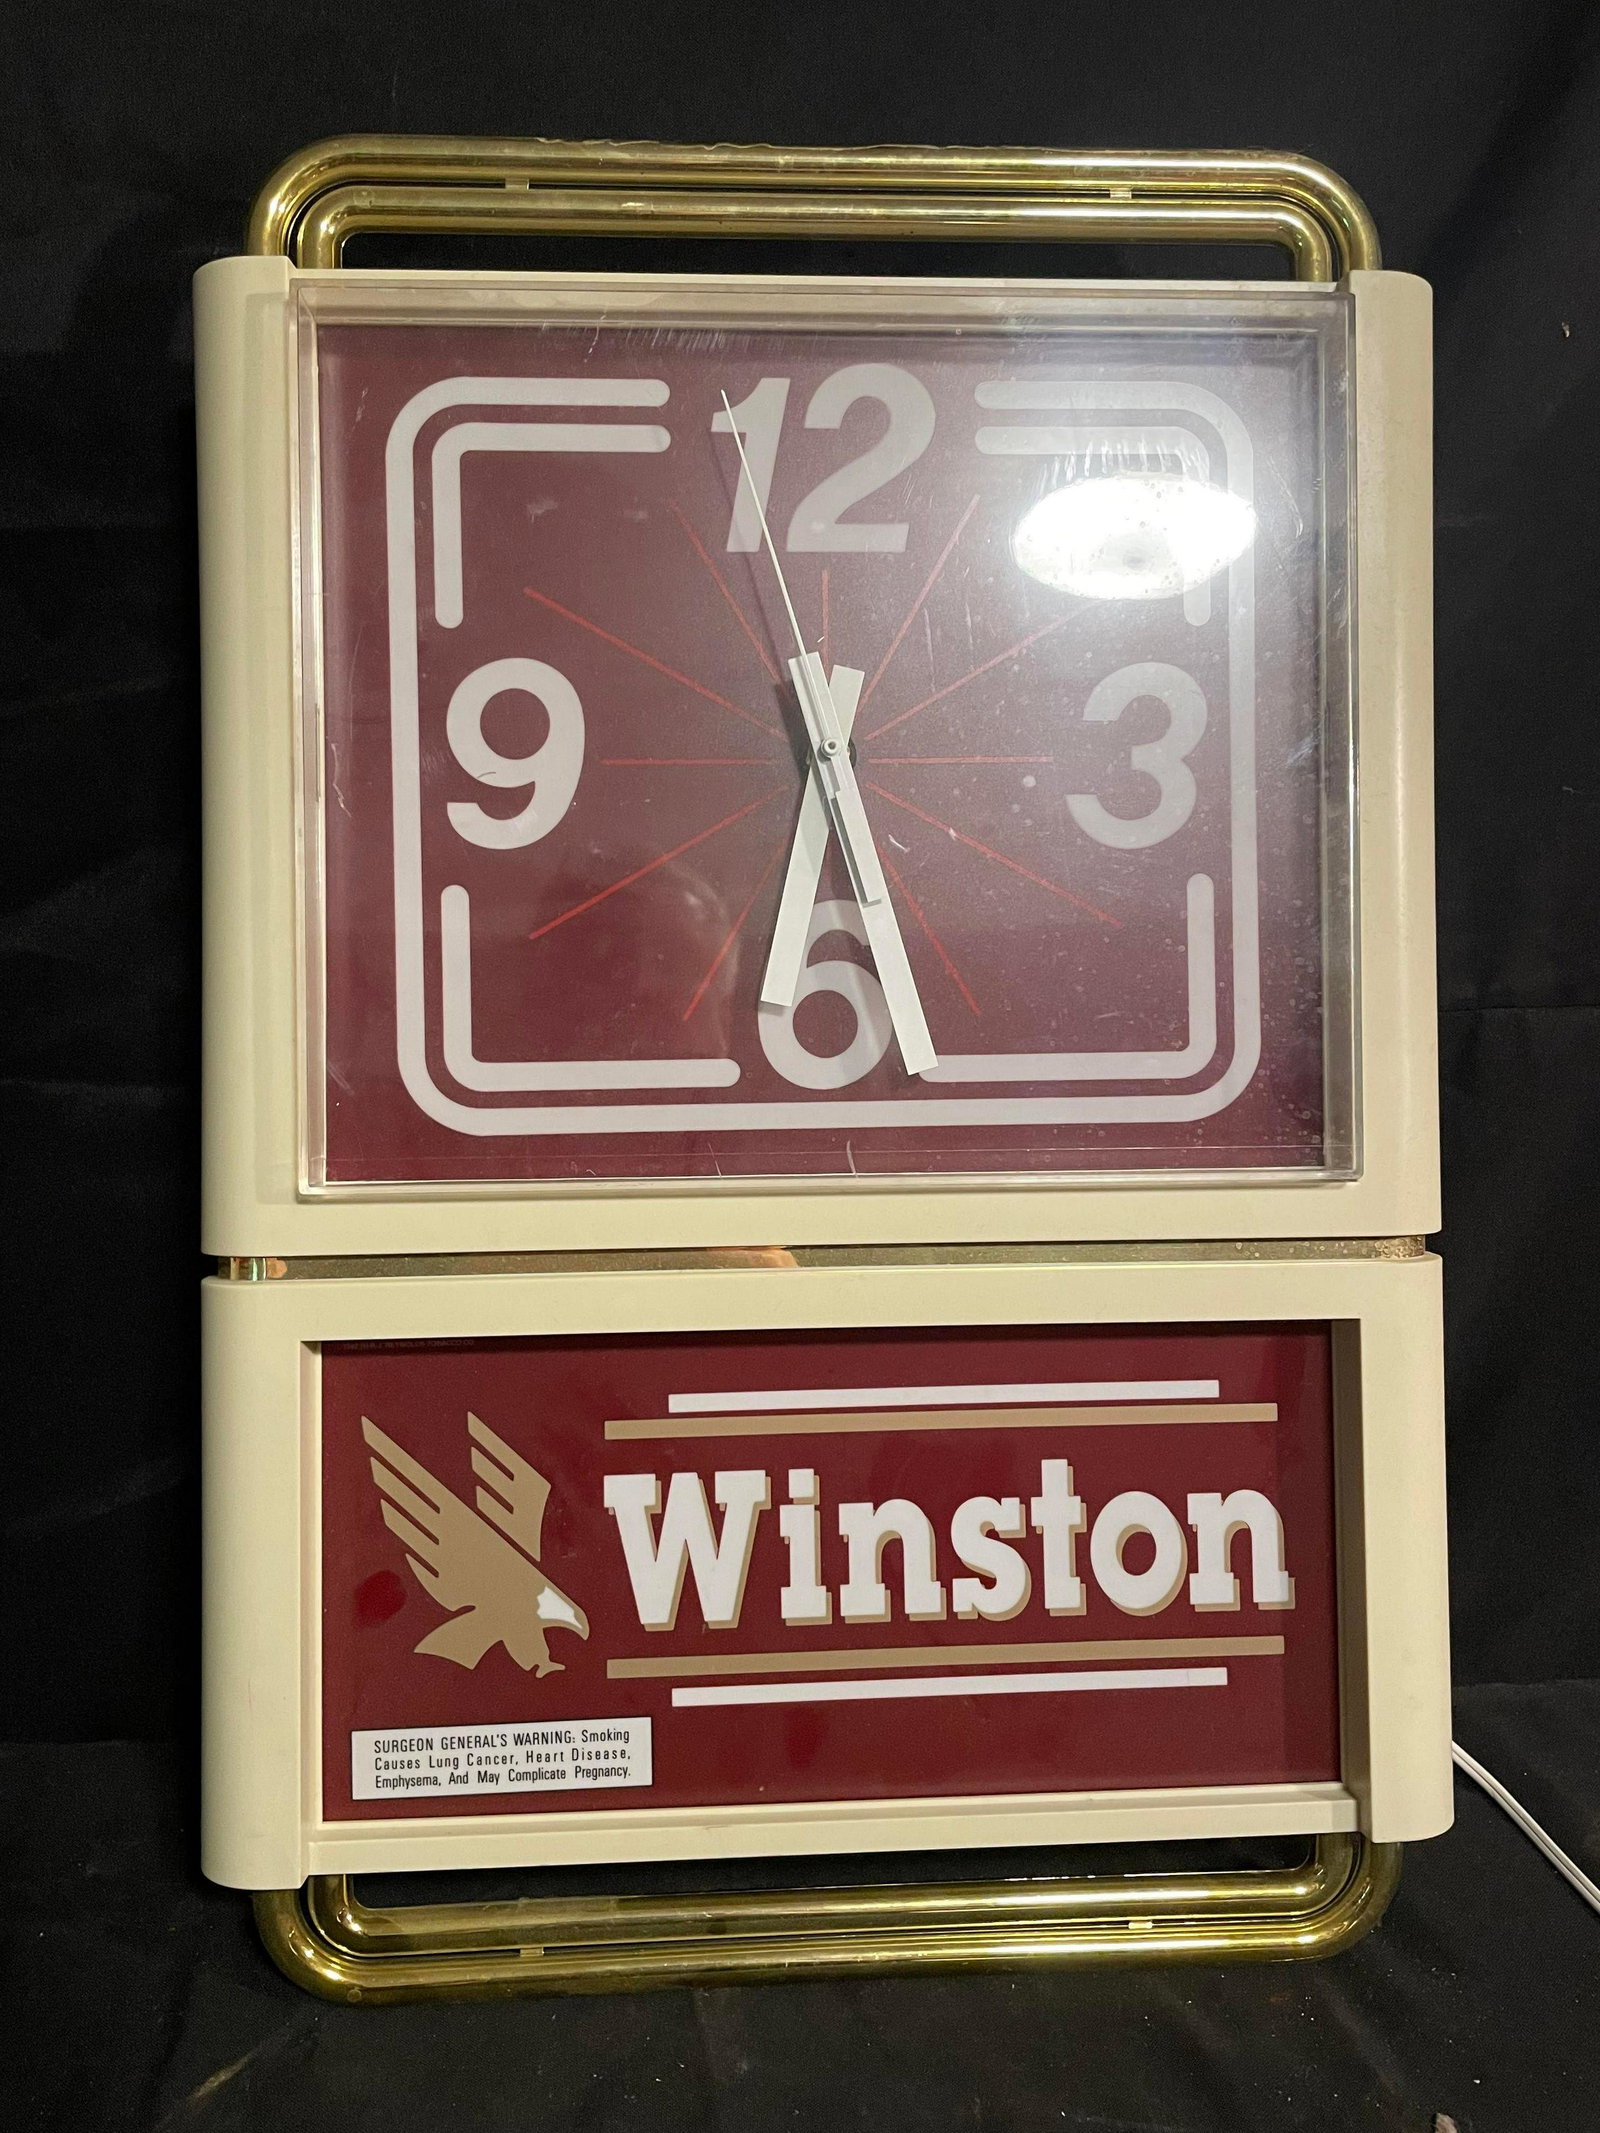 12
9
3
6
Winston
SURGEON GENERAL'S WARNING: Smoking
Causes Lung Cancer, Heart Disease,
Emphysema, And May Complicate Pregnancy.